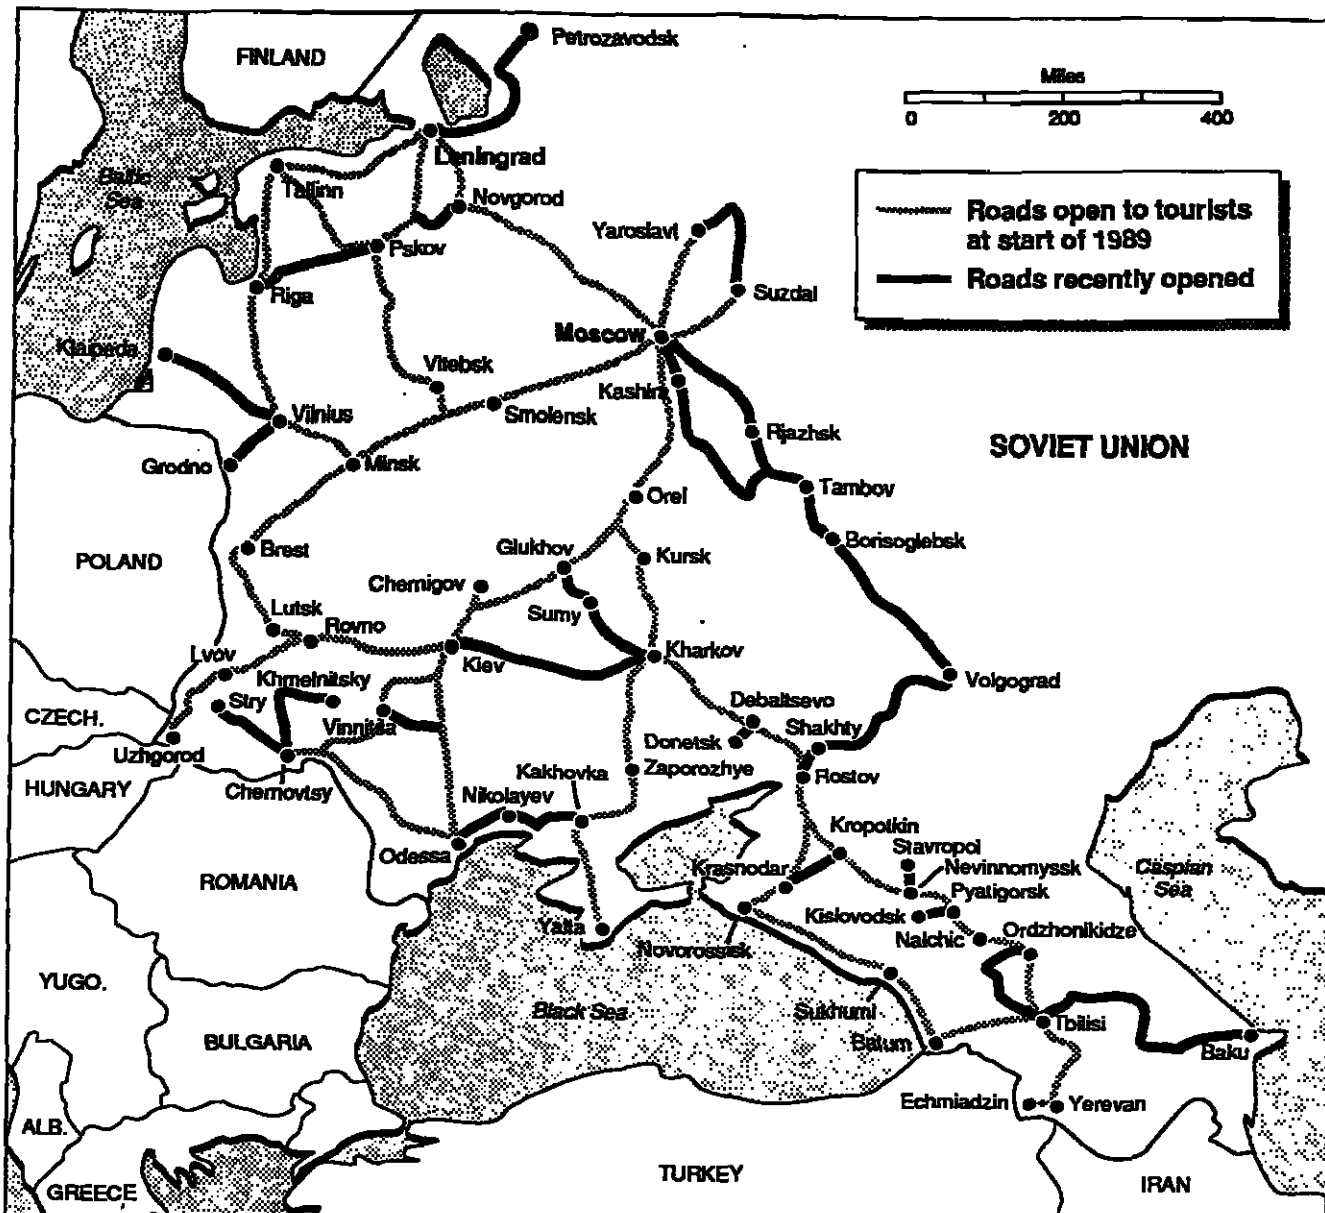 FINLAND
Petrozavodsk
Miles
0 200 400
Leningrad
Baltic
Sea
Tallinn
Novgorod
Roads open to tourists
at start of 1989
Roads recently opened
Yaroslavl
Pskov
Riga
Suzdal
Moscow
Klaipeda
Vitebsk
Kashira
Smolensk
Vilnius
Rjazhsk
SOVIET UNION
Grodno
Minsk
Orel
Tambov
Brest
Glukhov
Kursk
Borisoglebsk
POLAND
Chernigov
Sumy
Lutsk
Rovno
Lvov
Kiev
Kharkov
Volgograd
Khmelnitsky
Stry
Vinnitsa
Debaltsevo
CZECH.
Shakhty
Uzhgorod
Donetsk
Zaporozhye
Rostov
HUNGARY
Chernovtsy
Kakhovka
Nikolayev
Kropotkin
Odessa
Stavropol
Krasnodar
Nevinnomyssk
Caspian
Sea
ROMANIA
Pyatigorsk
Kislovodsk
Yalta
Nalchic
Ordzhonikidze
Novorossisk
YUGO.
Black Sea
Sukhumi
Tbilisi
BULGARIA
Batum
Baku
Echmiadzin
Yerevan
ALB.
TURKEY
IRAN
GREECE